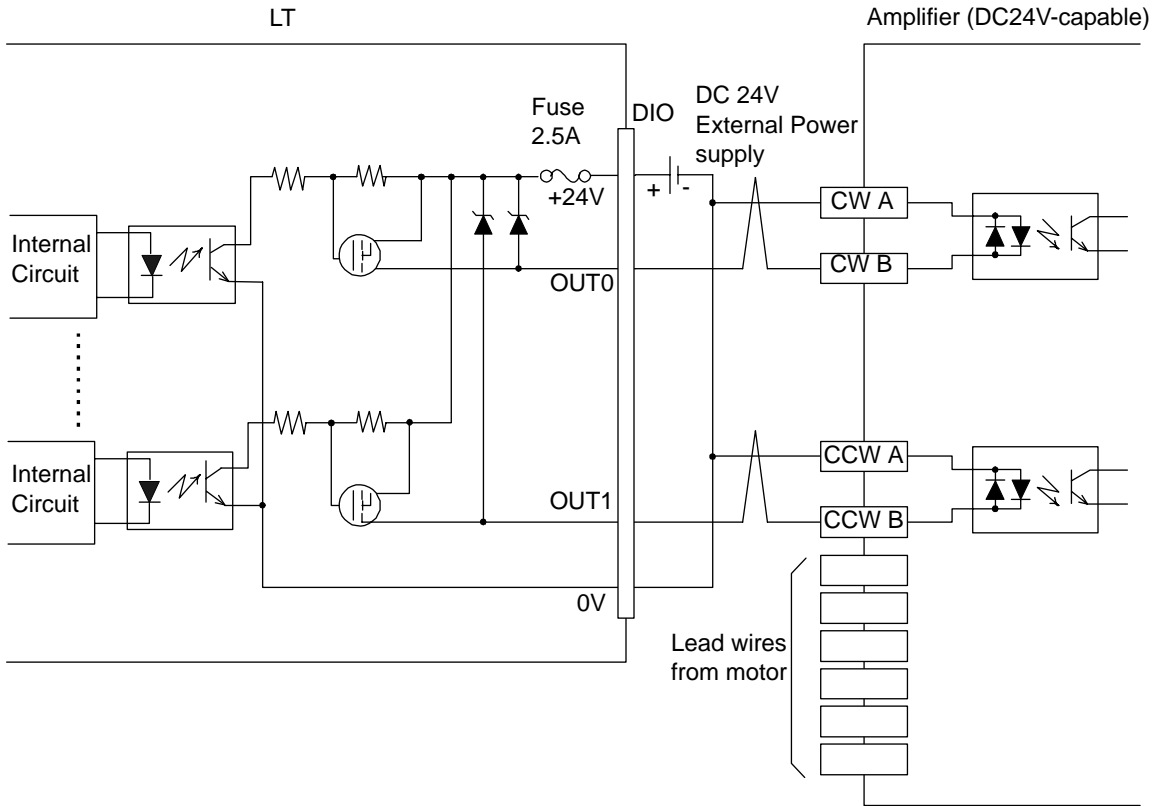 LT
Amplifier (DC24V-capable)
Fuse
2.5A
DIO
DC 24V
External Power
supply
+24V
+
-
CW A
CW B
Internal
Circuit
OUT0
CCW A
CCW B
Internal
Circuit
OUT1
0V
Lead wires
from motor